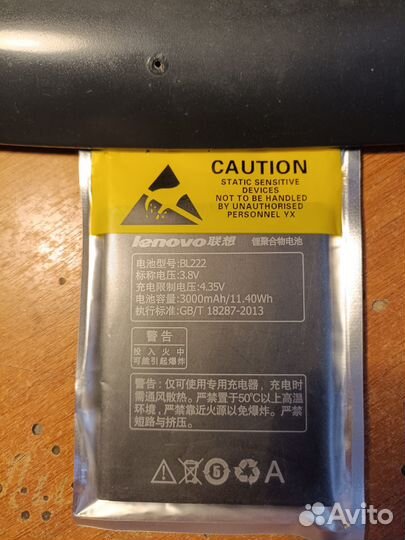 CAUTION
STATIC SENSITIVE
DEVICES
NOT TO BE HANDLED
BY UNAUTHORISED
PERSONNEL YX
lenovo联想 锂聚合物电池
电池型号:BL222
标称电压:3.8V
充电限制电压:4.35V
电池容量:3000mAh/11.40Wh
执行标准:GB/T 18287-2013
警告
投入火中
可能引起爆炸
警告:仅可使用专用充电器,充电时
需通风散热。严禁置于50℃以上高温
环境,严禁靠近火源以免爆炸。严禁
短路与挤压。
6
A
Avito